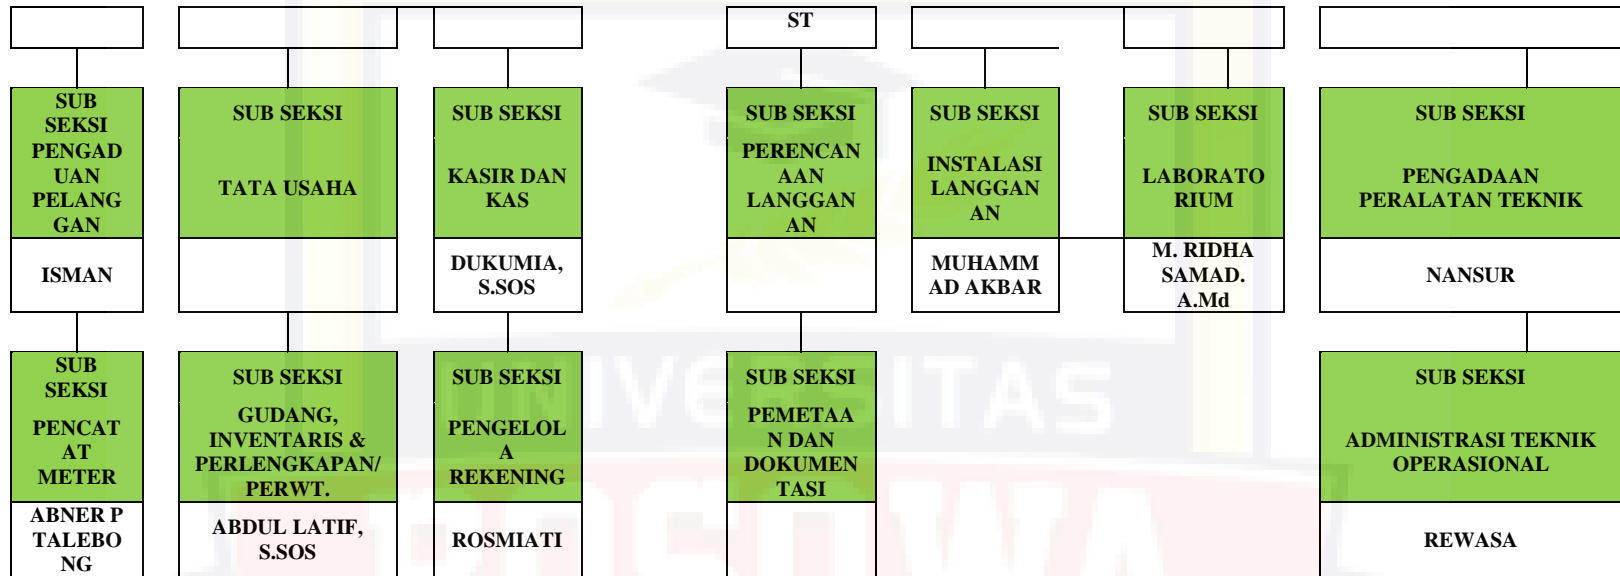 ST
SUB
SEKSI
PENGAD
UAN
PELANG
GAN
ISMAN
SUB SEKSI
TATA USAHA
SUB SEKSI
KASIR DAN
KAS
DUKUMIA,
S.SOS
SUB SEKSI
PERENCAN
AAN
LANGGAN
AN
SUB SEKSI
INSTALASI
LANGGAN
AN
MUHAMM
AD AKBAR
SUB SEKSI
LABORATO
RIUM
M. RIDHA
SAMAD.
A.Md
SUB SEKSI
PENGADAAN
PERALATAN TEKNIK
NANSUR
SUB
SEKSI
PENCAT
AT
METER
ABNER P
TALEBO
NG
SUB SEKSI
GUDANG,
INVENTARIS &
PERLENGKAPAN/
PERWT.
ABDUL LATIF,
S.SOS
SUB SEKSI
PENGELOL
A
REKENING
ROSMIATI
SUB SEKSI
PEMETAA
N DAN
DOKUMEN
TASI
SUB SEKSI
ADMINISTRASI TEKNIK
OPERASIONAL
REWASA
UNIVERSITAS
BOSOWA